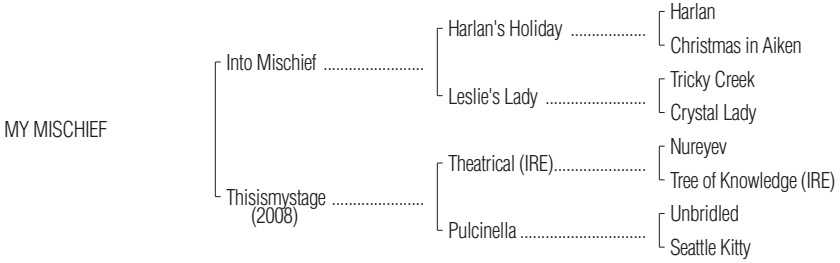 Harlan
Harlan's Holiday ......................
Christmas in Aiken
Into Mischief ........................
Tricky Creek
Leslie's Lady .............................
Crystal Lady
MY MISCHIEF
Nureyev
Theatrical (IRE)..........................
Tree of Knowledge (IRE)
Thisismystage ......................
(2008)
Unbridled
Pulcinella ...................................
Seattle Kitty